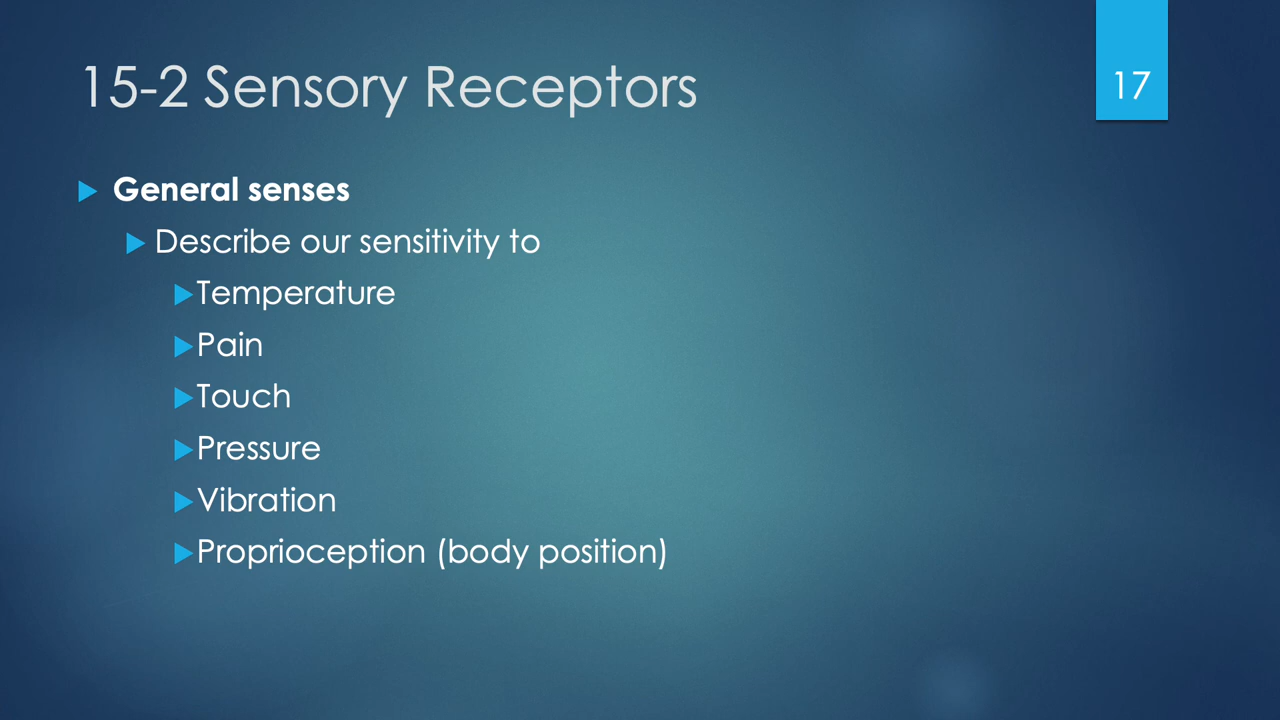 15-2 Sensory Receptors
17
General senses
Describe our sensitivity to
Temperature
Pain
Touch
Pressure
Vibration
Proprioception (body position)